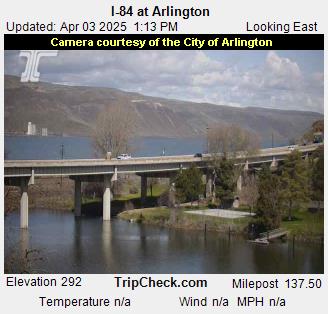 I-84 at Arlington
Updated: Apr 03 2025 1:13 PM Looking East
Camera courtesy of the City of Arlington
Elevation 292 TripCheck.com Milepost 137.50
Temperature n/a Wind n/a MPH n/a